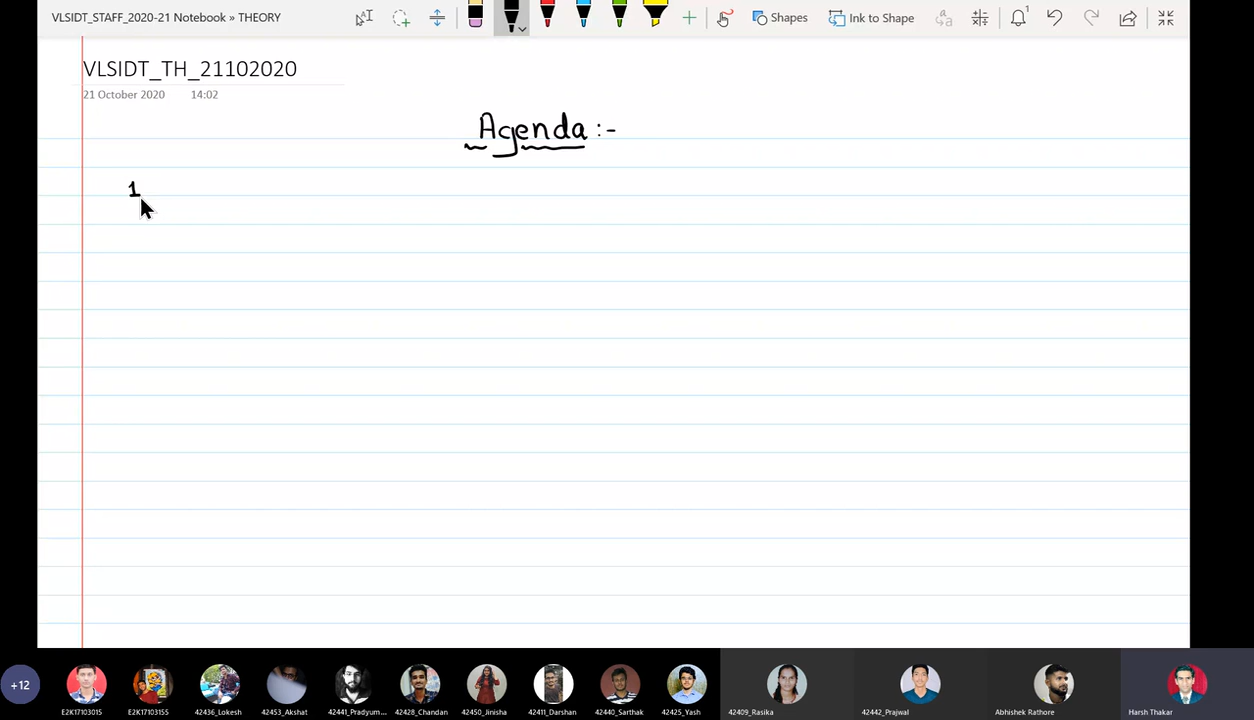 VLSIDT_STAFF_2020-21 Notebook » THEORY
Shapes
Ink to Shape
1
VLSIDT_TH_21102020
21 October 2020 14:02
Agenda :-
1
+12
E2K17103015
E2K17103155
42436_Lokesh
42453_Akshat
42441_Pradyum...
42428_Chandan
42450_Jinisha
42411_Darshan
42440_Sarthak
42425_Yash
42409_Rasika
42442_Prajwal
Abhishek Rathore
Harsh Thakar